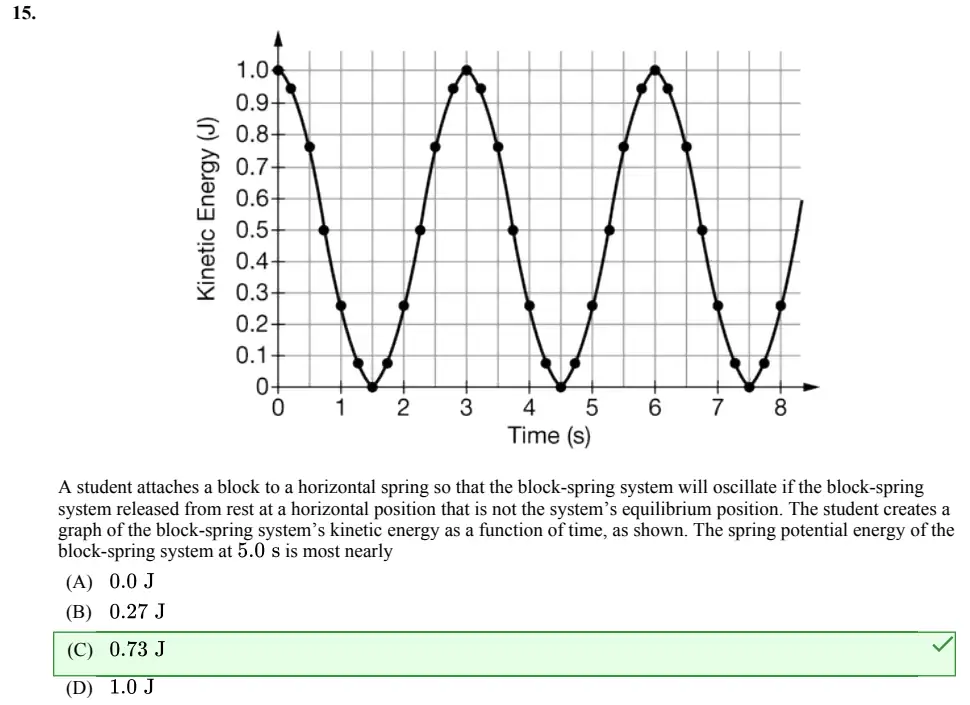 15.
1.0
0.9
0.8
0.7
0.6
0.5
0.4
0.3
0.2
0.1
0
Kinetic Energy (J)
0 1 2 3 4 5 6 7 8
Time (s)
A student attaches a block to a horizontal spring so that the block-spring system will oscillate if the block-spring
system released from rest at a horizontal position that is not the system’s equilibrium position. The student creates a
graph of the block-spring system’s kinetic energy as a function of time, as shown. The spring potential energy of the
block-spring system at 5.0 s is most nearly
(A) 0.0 J
(B) 0.27 J
(C) 0.73 J
(D) 1.0 J